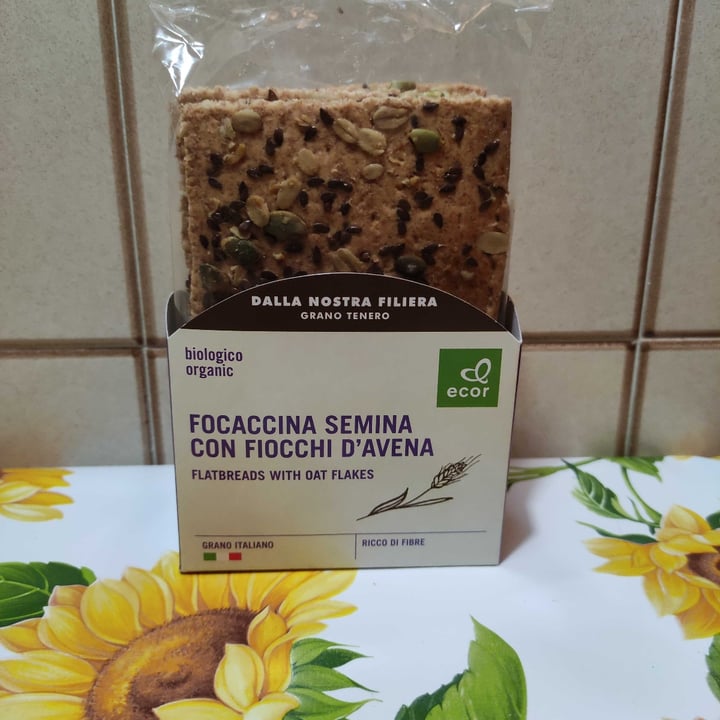 DALLA NOSTRA FILIERA
GRANO TENERO
biologico
organic
ecor
FOCACCINA SEMINA
CON FIOCCHI D'AVENA
FLATBREADS WITH OAT FLAKES
GRANO ITALIANO
RICCO DI FIBRE